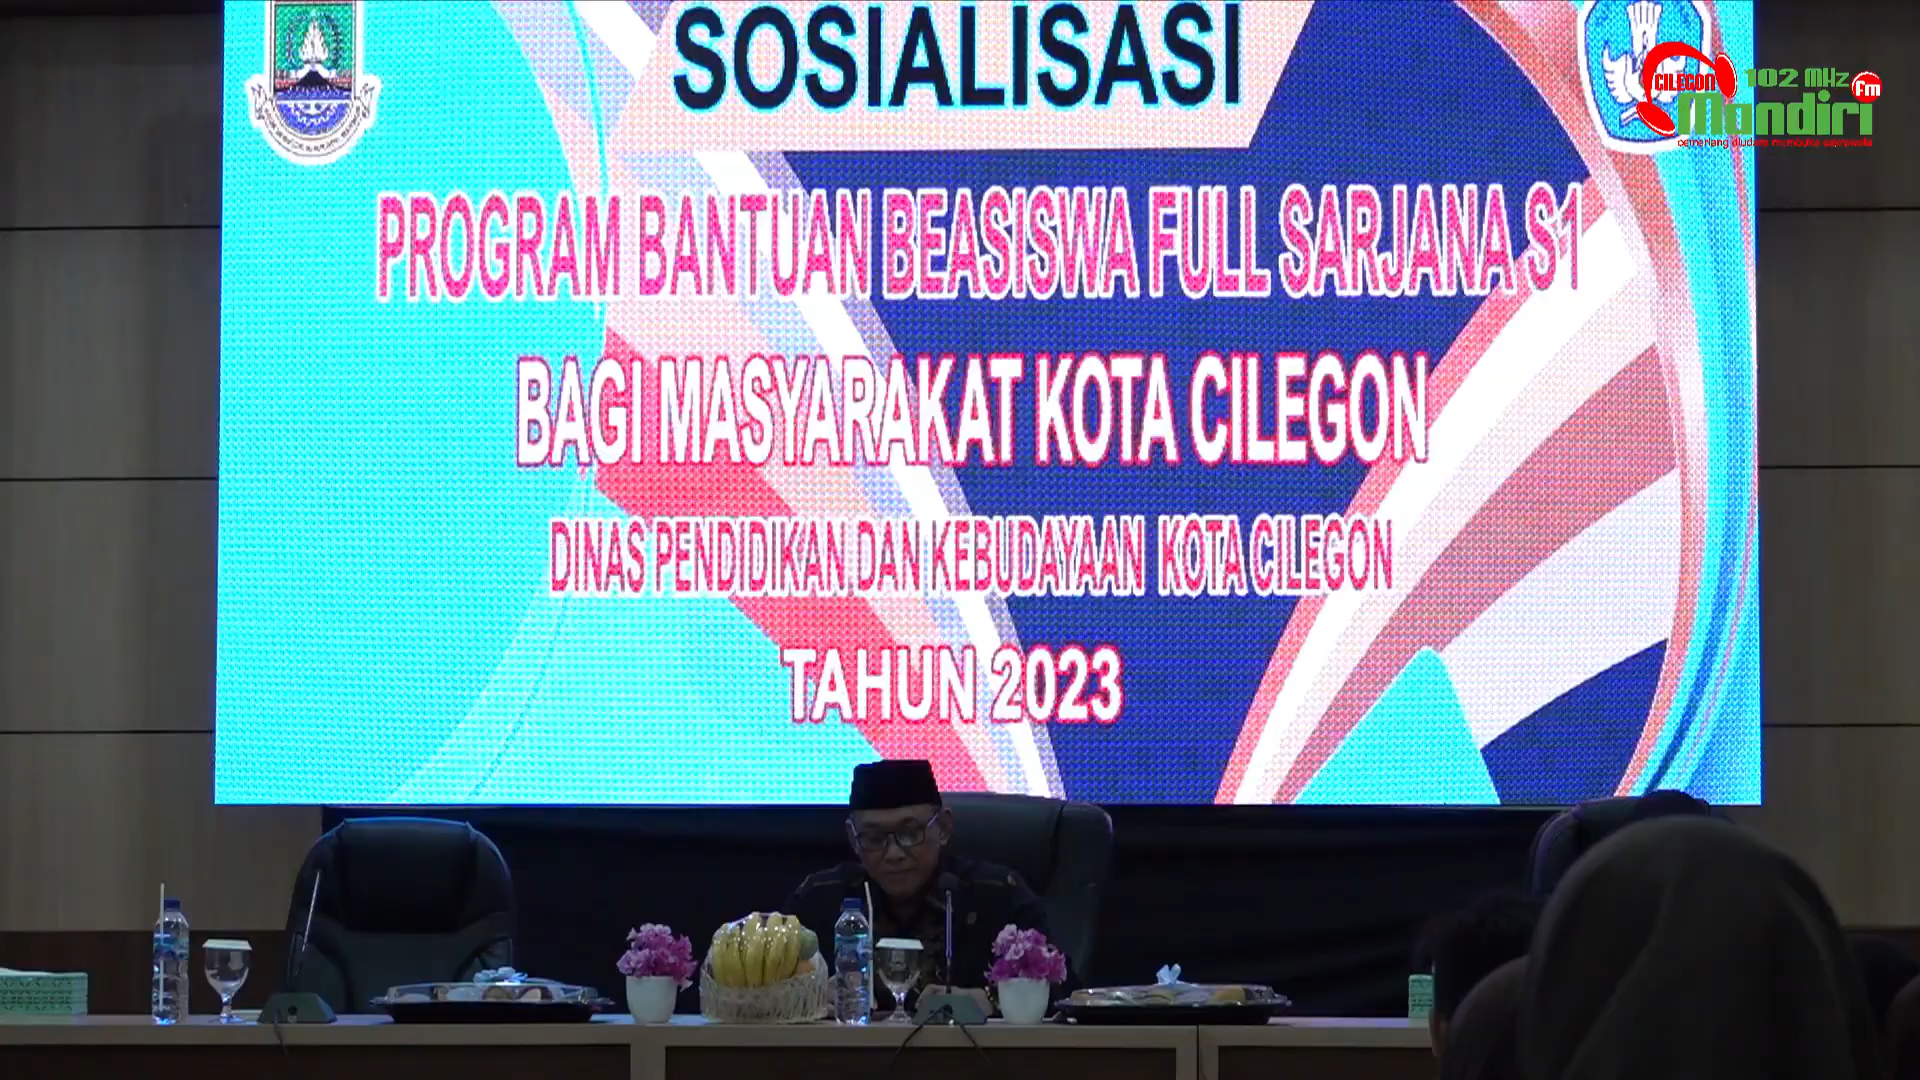 SOSIALISASI
CILEGON 102 MHz
Mandiri Fm
PROGRAM BANTUAN BEASISWA FULL SARJANA S1
BAGI MASYARAKAT KOTA CILEGON
DINAS PENDIDIKAN DAN KEBUDAYAAN KOTA CILEGON
TAHUN 2023